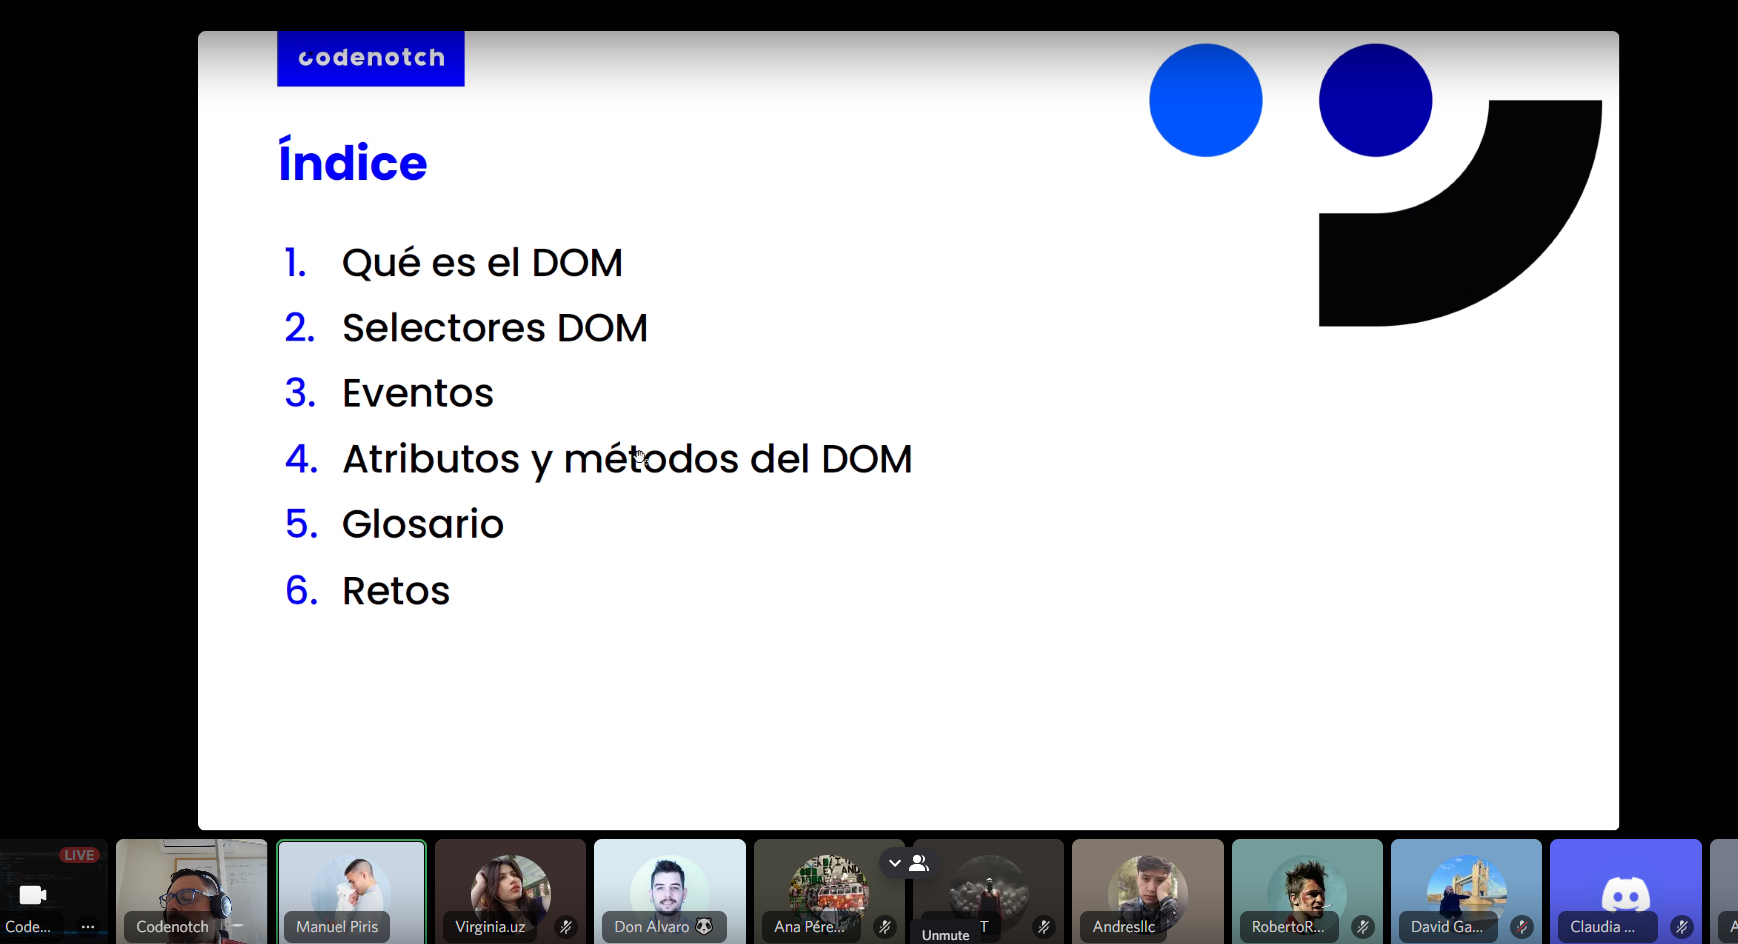 codenotch
Índice
1. Qué es el DOM
2. Selectores DOM
3. Eventos
4. Atributos y métodos del DOM
5. Glosario
6. Retos
LIVE
Code...
Codenotch
Manuel Piris
Virginia.uz
Don Alvaro
Ana Pére...
Unmute
T
Andresllc
RobertoR...
David Ga...
Claudia ...
A